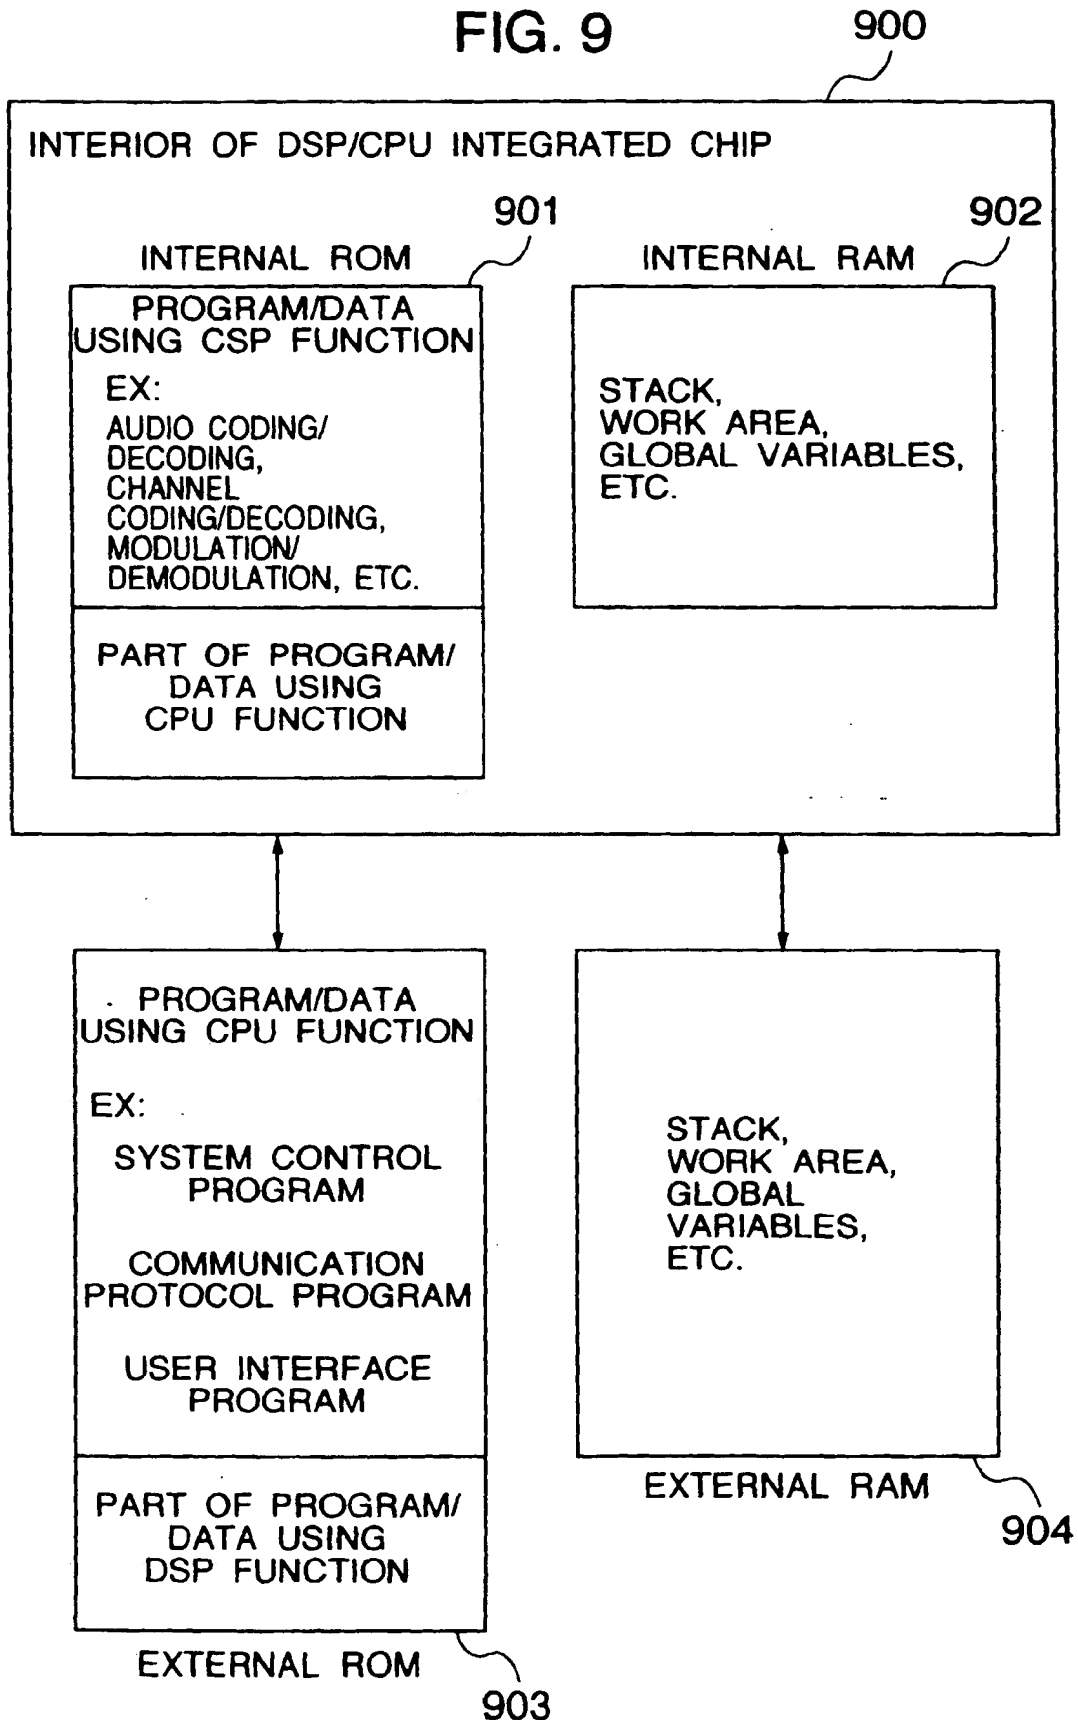 FIG. 9
900
INTERIOR OF DSP/CPU INTEGRATED CHIP
901
INTERNAL ROM
PROGRAM/DATA
USING CSP FUNCTION
EX:
AUDIO CODING/
DECODING,
CHANNEL
CODING/DECODING,
MODULATION/
DEMODULATION, ETC.
PART OF PROGRAM/
DATA USING
CPU FUNCTION
902
INTERNAL RAM
STACK,
WORK AREA,
GLOBAL VARIABLES,
ETC.
PROGRAM/DATA
USING CPU FUNCTION
EX:
SYSTEM CONTROL
PROGRAM
COMMUNICATION
PROTOCOL PROGRAM
USER INTERFACE
PROGRAM
PART OF PROGRAM/
DATA USING
DSP FUNCTION
EXTERNAL ROM
903
STACK,
WORK AREA,
GLOBAL
VARIABLES,
ETC.
EXTERNAL RAM
904